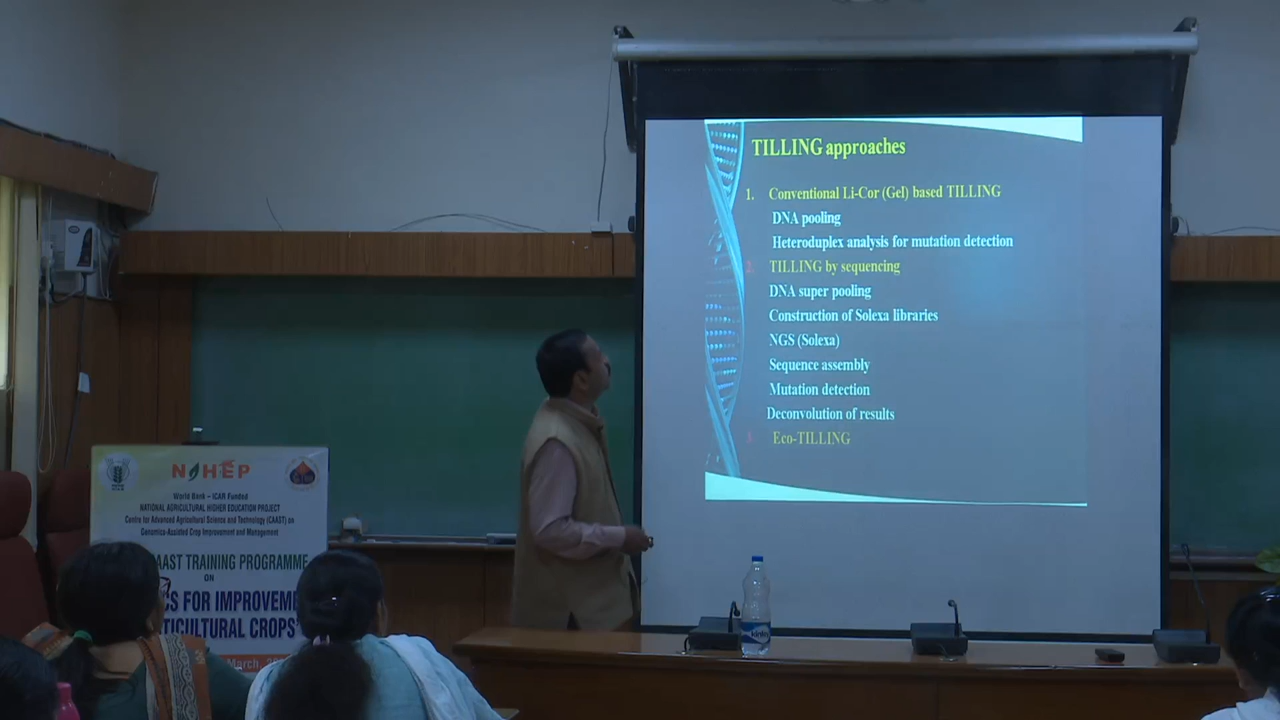 TILLING approaches
1. Conventional Li-Cor (Gel) based TILLING
DNA pooling
Heteroduplex analysis for mutation detection
2. TILLING by sequencing
DNA super pooling
Construction of Solexa libraries
NGS (Solexa)
Sequence assembly
Mutation detection
Deconvolution of results
3. Eco-TILLING
NAHEP
World Bank – ICAR Funded
NATIONAL AGRICULTURAL HIGHER EDUCATION PROJECT
Centre for Advanced Agricultural Science and Technology (CAAST) on
Genomics-Assisted Crop Improvement and Management
AAST TRAINING PROGRAMME
ON
CS FOR IMPROVEME
TICULTURAL CROPS"
March, 20
kinley